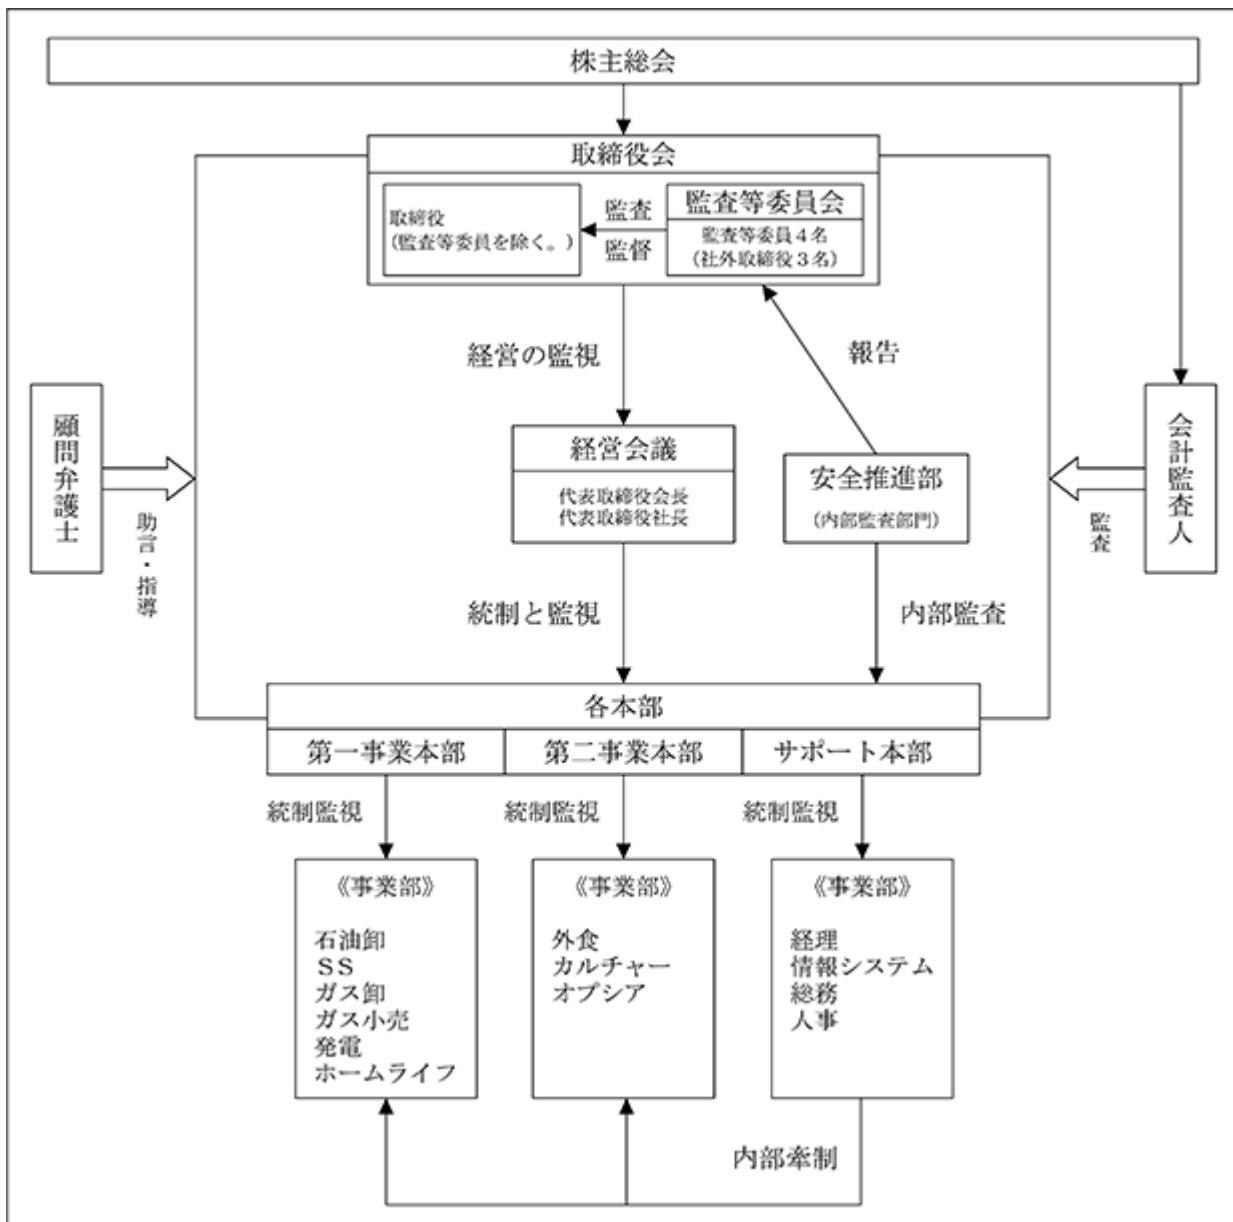 株主総会
取締役会
取締役
(監査等委員を除く。)
監査
監督
監査等委員会
監査等委員４名
(社外取締役３名)
経営の監視
報告
顧問弁護士
助言・指導
経営会議
代表取締役会長
代表取締役社長
安全推進部
(内部監査部門)
会計監査人
監査
統制と監視
内部監査
各本部
第一事業本部
第二事業本部
サポート本部
統制監視
統制監視
統制監視
《事業部》
石油卸
ＳＳ
ガス卸
ガス小売
発電
ホームライフ
《事業部》
外食
カルチャー
オプシア
《事業部》
経理
情報システム
総務
人事
内部牽制